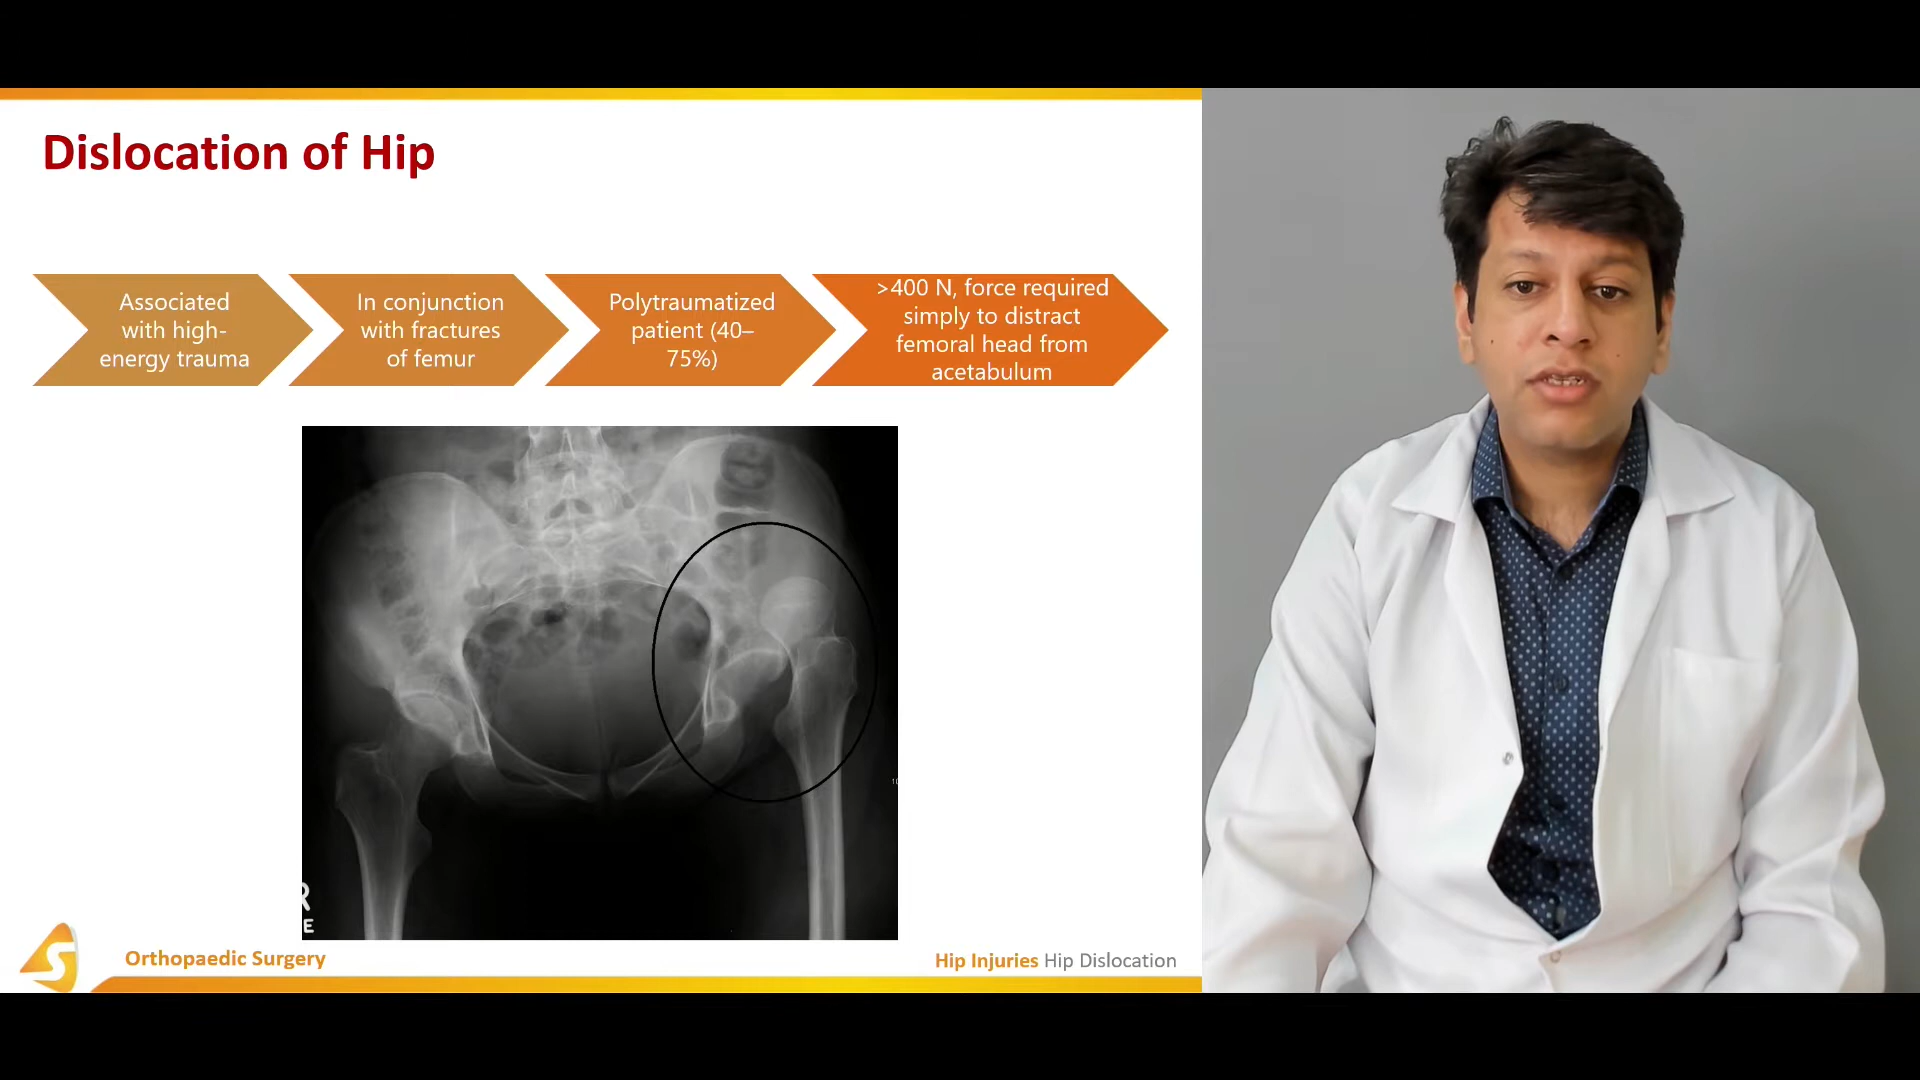 Dislocation of Hip
Associated
with high-
energy trauma
In conjunction
with fractures
of femur
Polytraumatized
patient (40–
75%)
>400 N, force required
simply to distract
femoral head from
acetabulum
R
E
S
Orthopaedic Surgery
Hip Injuries Hip Dislocation